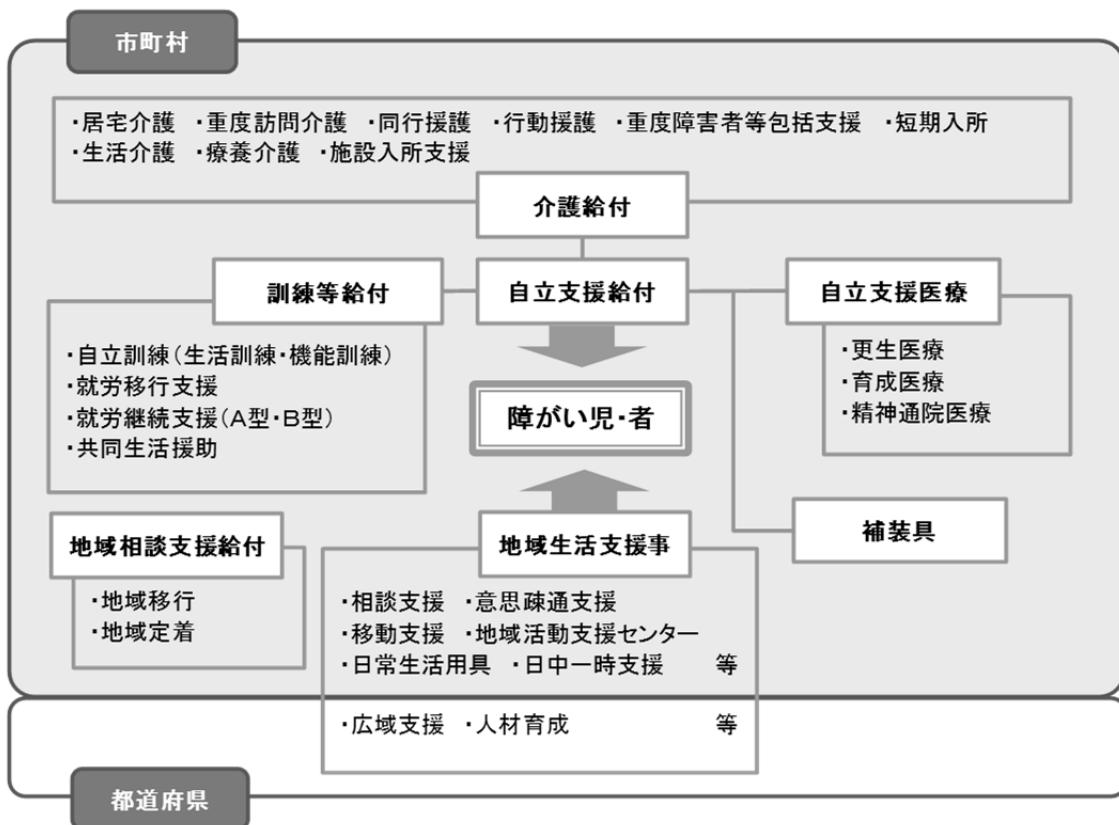 市町村
・居宅介護 ・重度訪問介護 ・同行援護 ・行動援護 ・重度障害者等包括支援 ・短期入所
・生活介護 ・療養介護 ・施設入所支援
介護給付
訓練等給付
自立支援給付
自立支援医療
・自立訓練(生活訓練・機能訓練)
・就労移行支援
・就労継続支援(A型・B型)
・共同生活援助
・更生医療
・育成医療
・精神通院医療
障がい児・者
補装具
地域相談支援給付
・地域移行
・地域定着
地域生活支援事
・相談支援 ・意思疎通支援
・移動支援 ・地域活動支援センター
・日常生活用具 ・日中一時支援 等
・広域支援 ・人材育成 等
都道府県